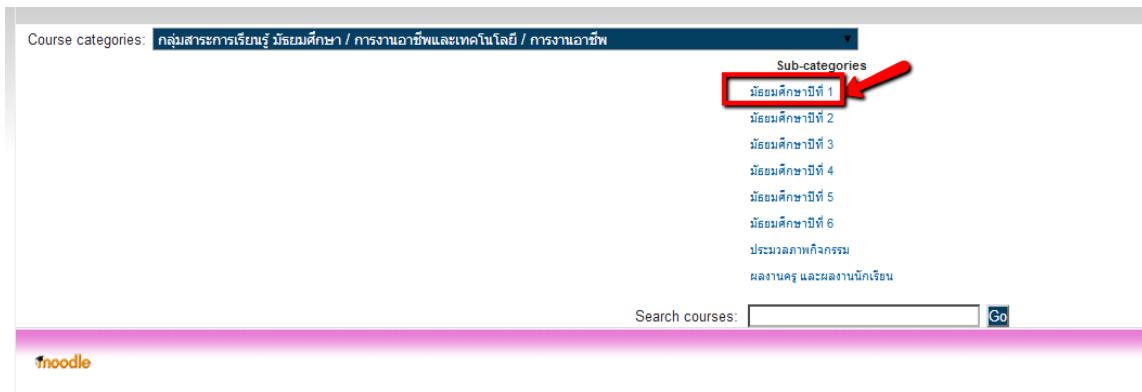 Course categories: กลุ่มสาระการเรียนรู้ มัธยมศึกษา / การงานอาชีพและเทคโนโลยี / การงานอาชีพ
Sub-categories
มัธยมศึกษาปีที่ 1
มัธยมศึกษาปีที่ 2
มัธยมศึกษาปีที่ 3
มัธยมศึกษาปีที่ 4
มัธยมศึกษาปีที่ 5
มัธยมศึกษาปีที่ 6
ประมวลภาพกิจกรรม
ผลงานครู และผลงานนักเรียน
Search courses: Go
moodle